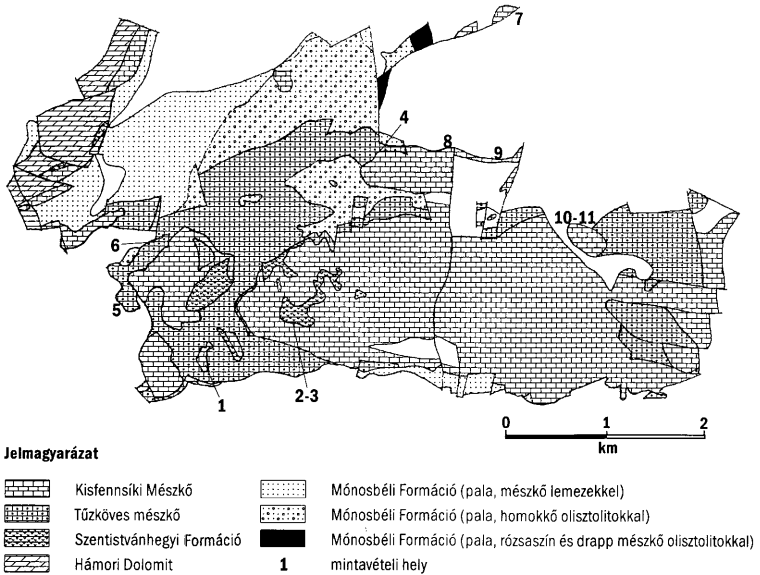 7
4
8
9
10-11
6
5
2-3
1
0 1 2
km
Jelmagyarázat
Kisfennsíki Mészkő
Tűzköves mészkő
Szentistvánhegyi Formáció
Hámori Dolomit
Mónosbéli Formáció (pala, mészkő lemezekkel)
Mónosbéli Formáció (pala, homokkő olisztolitokkal)
Mónosbéli Formáció (pala, rózsaszín és drapp mészkő olisztolitokkal)
1 mintavételi hely